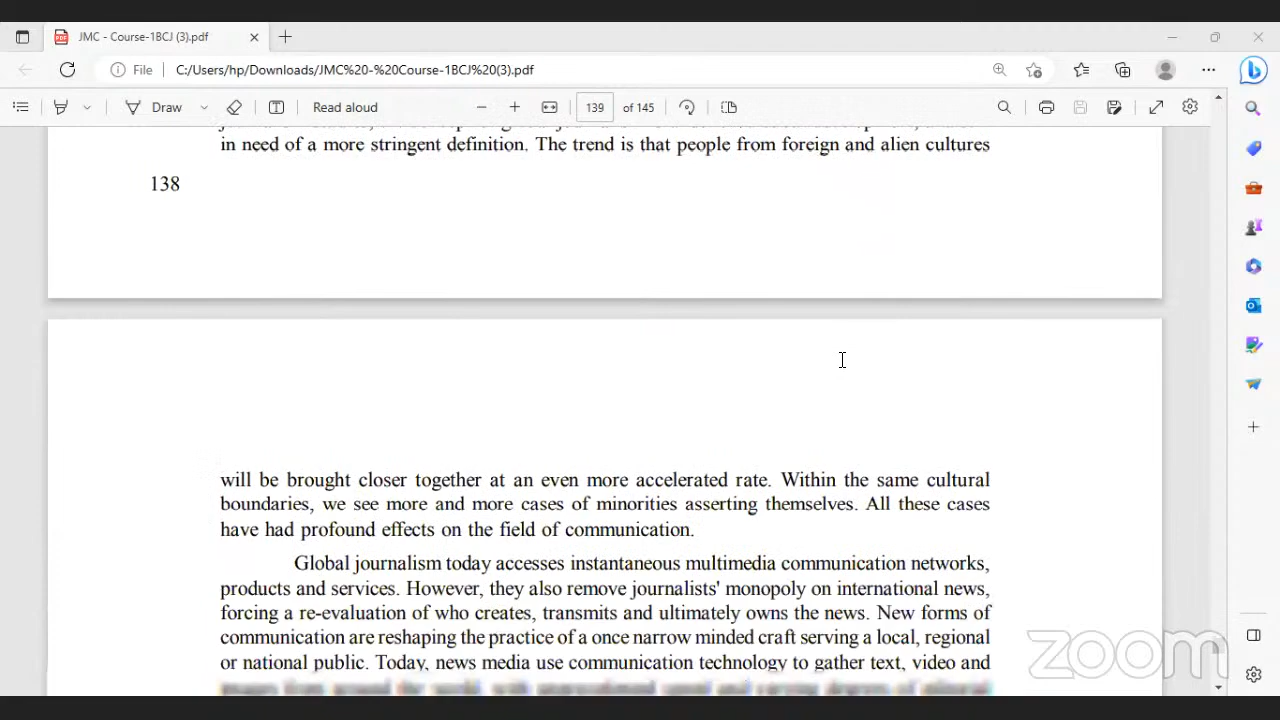 JMC - Course-1BCJ (3).pdf
File C:/Users/hp/Downloads/JMC%20-%20Course-1BCJ%20(3).pdf
Draw Read aloud 139 of 145
in need of a more stringent definition. The trend is that people from foreign and alien cultures
138
will be brought closer together at an even more accelerated rate. Within the same cultural
boundaries, we see more and more cases of minorities asserting themselves. All these cases
have had profound effects on the field of communication.
Global journalism today accesses instantaneous multimedia communication networks,
products and services. However, they also remove journalists' monopoly on international news,
forcing a re-evaluation of who creates, transmits and ultimately owns the news. New forms of
communication are reshaping the practice of a once narrow minded craft serving a local, regional
or national public. Today, news media use communication technology to gather text, video and
zoom